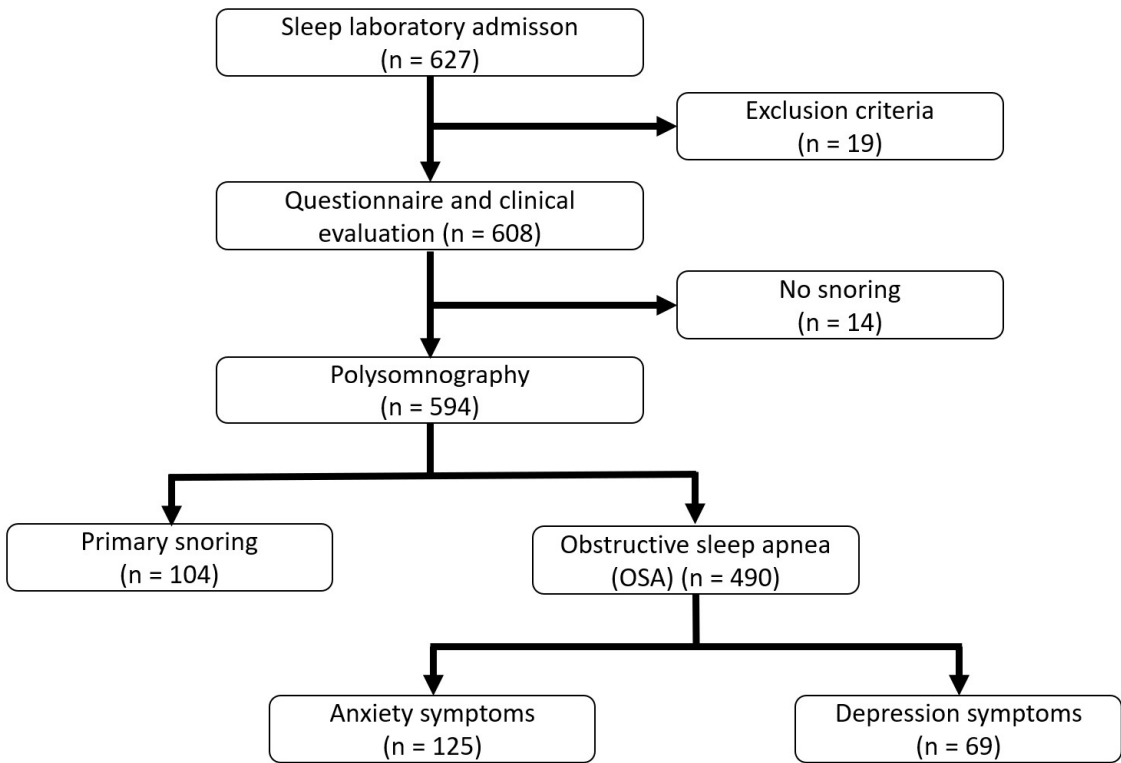 Sleep laboratory admisson
(n = 627)
Exclusion criteria
(n = 19)
Questionnaire and clinical
evaluation (n = 608)
No snoring
(n = 14)
Polysomnography
(n = 594)
Primary snoring
(n = 104)
Obstructive sleep apnea
(OSA) (n = 490)
Anxiety symptoms
(n = 125)
Depression symptoms
(n = 69)